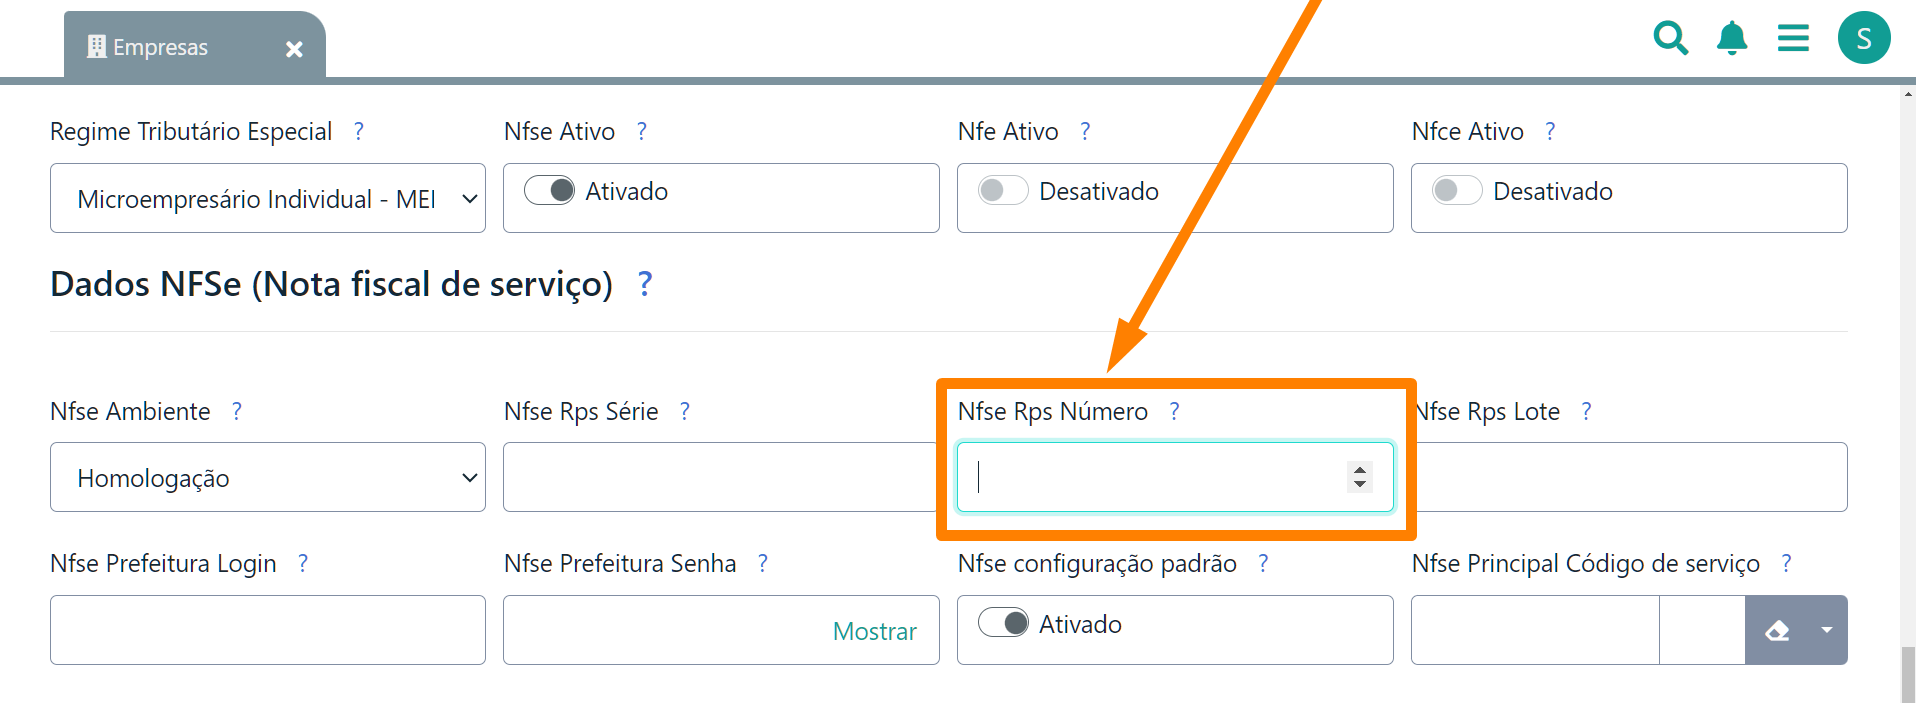 Empresas
S
Regime Tributário Especial ? Nfse Ativo ? Nfe Ativo ? Nfce Ativo ?
Microempresário Individual - MEI Ativado Desativado Desativado
Dados NFSe (Nota fiscal de serviço) ?
Nfse Ambiente ? Nfse Rps Série ? Nfse Rps Número ? Nfse Rps Lote ?
Homologação
Nfse Prefeitura Login ? Nfse Prefeitura Senha ? Nfse configuração padrão ? Nfse Principal Código de serviço ?
Mostrar Ativado